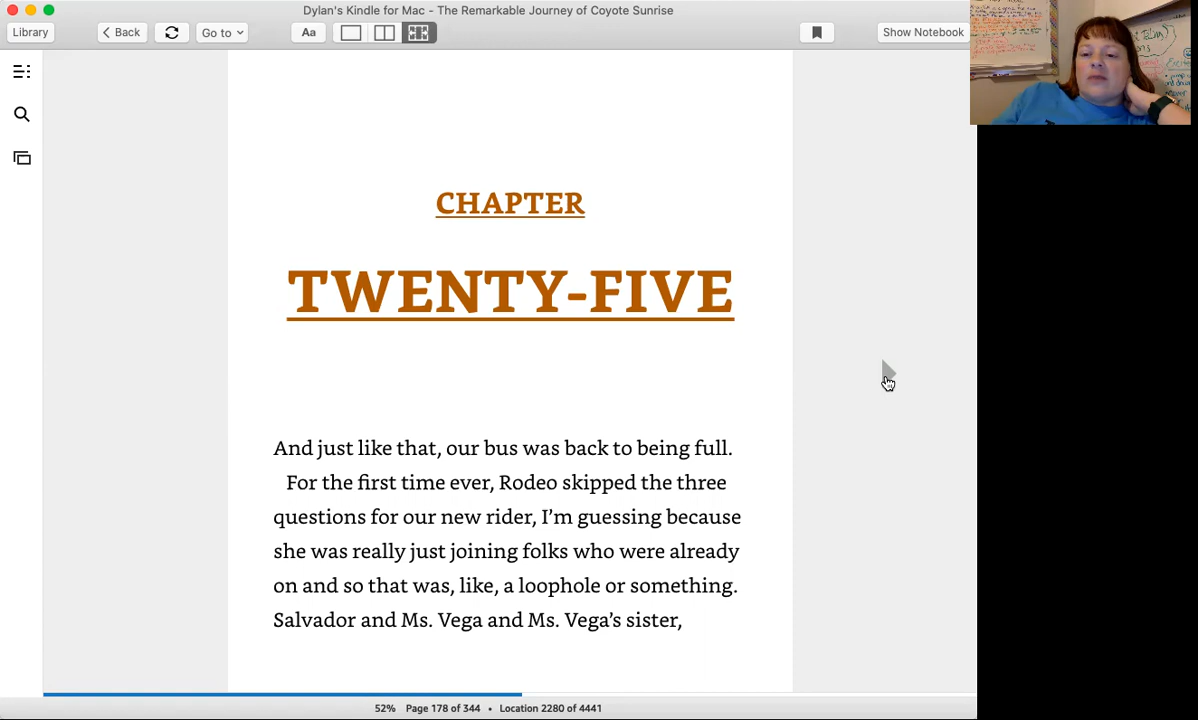 Dylan's Kindle for Mac - The Remarkable Journey of Coyote Sunrise
Library
Back
Go to
Aa
Show Notebook
CHAPTER
TWENTY-FIVE
And just like that, our bus was back to being full.
For the first time ever, Rodeo skipped the three
questions for our new rider, I'm guessing because
she was really just joining folks who were already
on and so that was, like, a loophole or something.
Salvador and Ms. Vega and Ms. Vega's sister,
52% Page 178 of 344 • Location 2280 of 4441